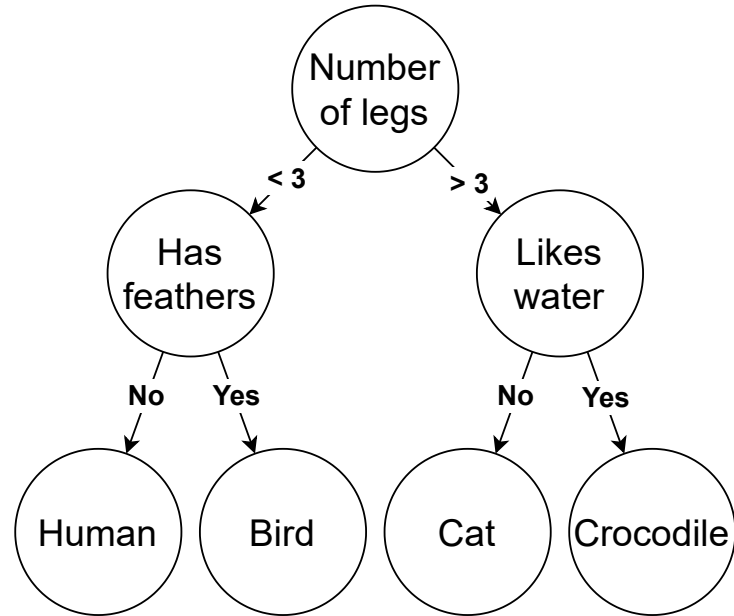 Number
of legs
< 3
> 3
Has
feathers
Likes
water
No
Yes
No
Yes
Human
Bird
Cat
Crocodile